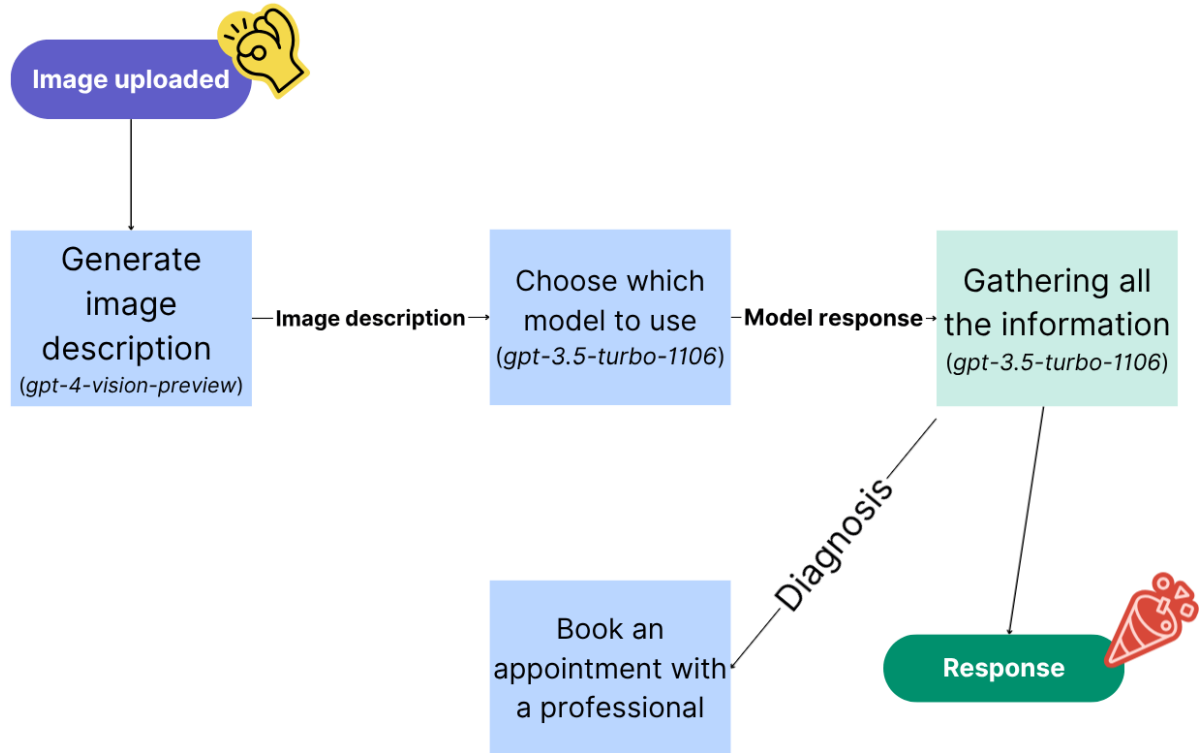 Image uploaded
Generate
image
description
(gpt-4-vision-preview)
Image description
Choose which
model to use
(gpt-3.5-turbo-1106)
Model response
Gathering all
the information
(gpt-3.5-turbo-1106)
Diagnosis
Book an
appointment with
a professional
Response